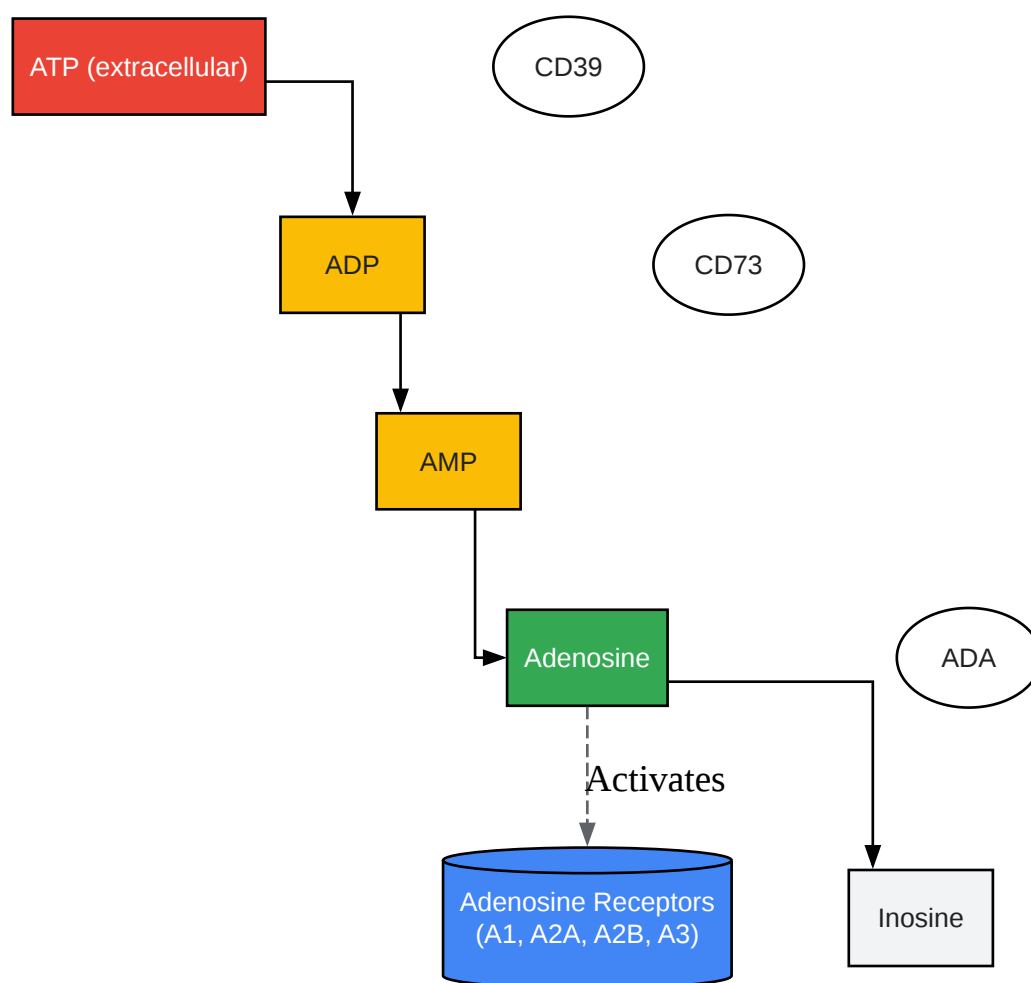 ATP (extracellular)
CD39
ADP
CD73
AMP
Adenosine
ADA
Activates
Adenosine Receptors
(A1, A2A, A2B, A3)
Inosine